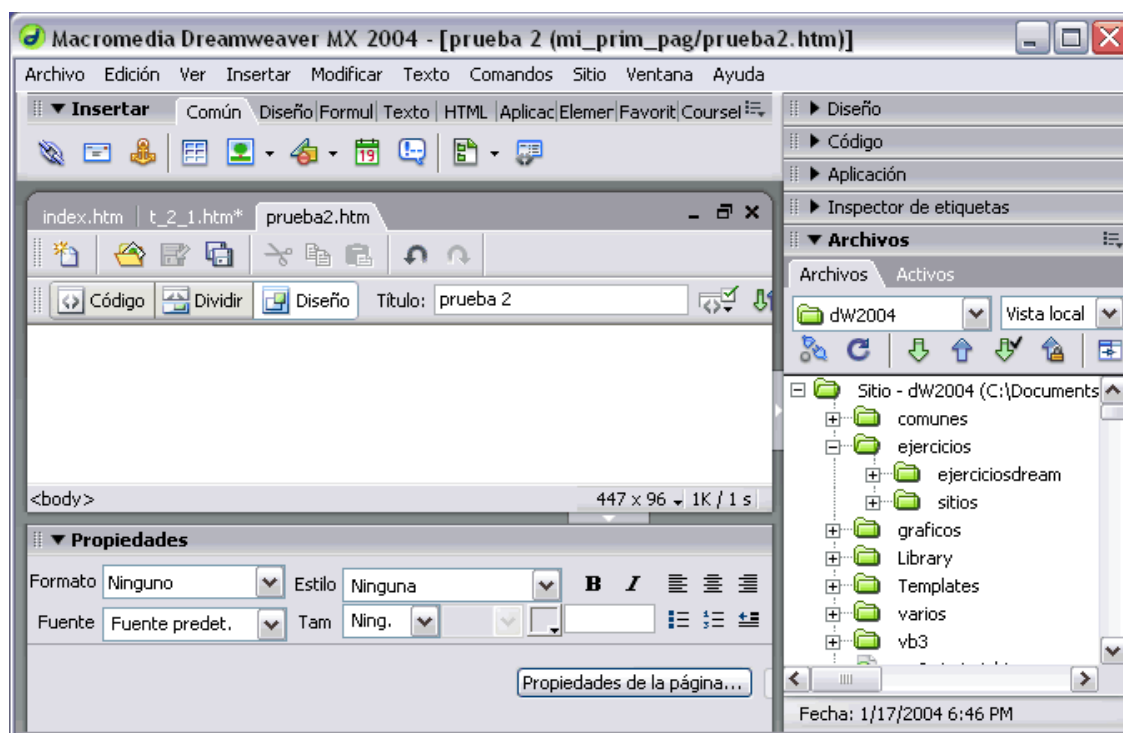 Macromedia Dreamweaver MX 2004 - [prueba 2 (mi_prim_pag/prueba2.htm)]
Archivo Edición Ver Insertar Modificar Texto Comandos Sitio Ventana Ayuda
Insertar Común Diseño Formul Texto HTML Aplicac Elemer Favorit Coursel
19
index.htm t_2_1.htm* prueba2.htm
Código Dividir Diseño Título: prueba 2
<body> 447 x 96 1K / 1 s
Propiedades
Formato Ninguno Estilo Ninguna B I
Fuente Fuente predet. Tam Ning.
Propiedades de la página...
Diseño
Código
Aplicación
Inspector de etiquetas
Archivos
Archivos Activos
dW2004 Vista local
Sitio - dW2004 (C:\Documents
comunes
ejercicios
ejerciciosdream
sitios
graficos
Library
Templates
varios
vb3
Fecha: 1/17/2004 6:46 PM